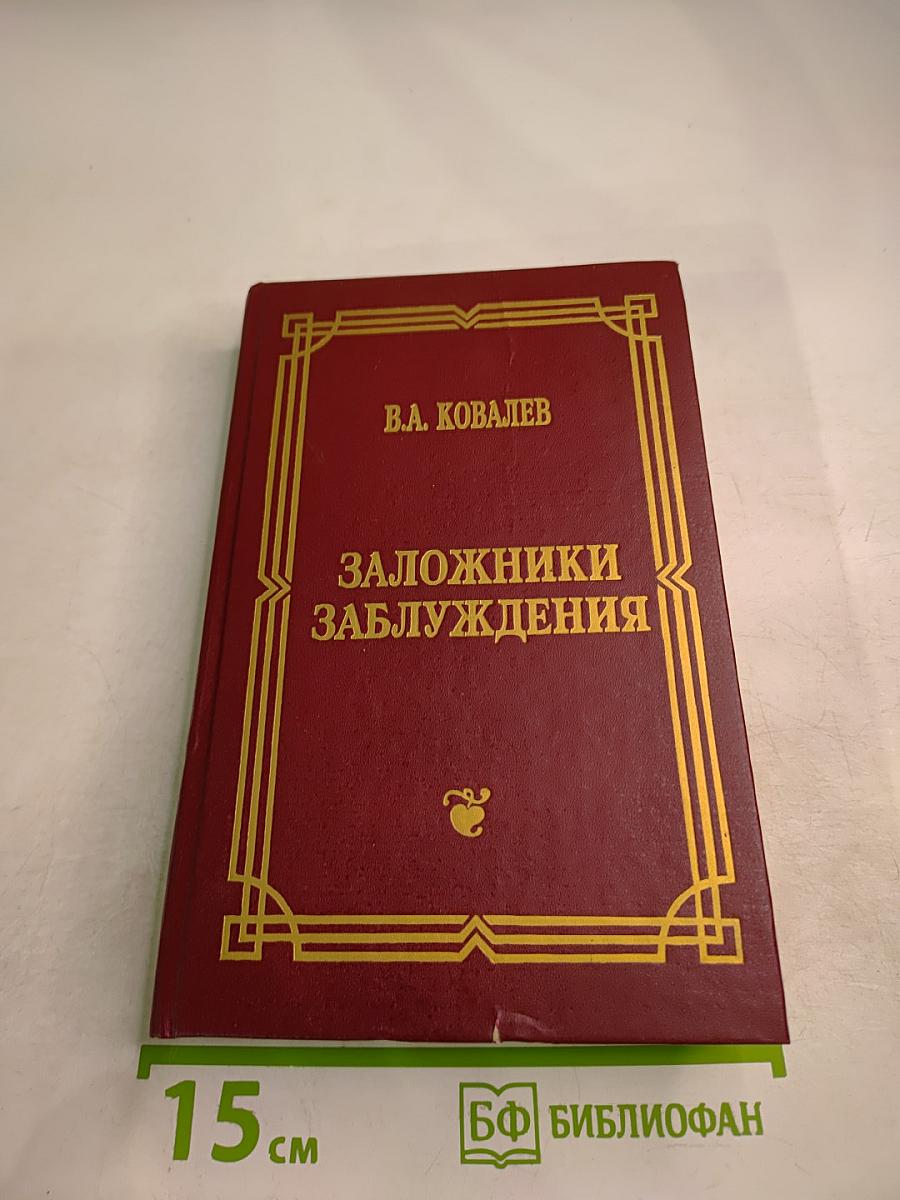 В.А. КОВАЛЕВ
ЗАЛОЖНИКИ
ЗАБЛУЖДЕНИЯ
15 см
БФ БИБЛИОФАН